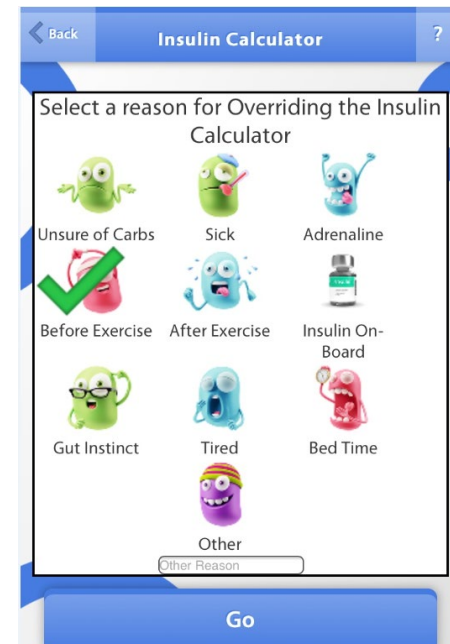 Back
Insulin Calculator
?
Select a reason for Overriding the Insulin
Calculator
Unsure of Carbs
Sick
Adrenaline
Before Exercise
After Exercise
Insulin On-
Board
Gut Instinct
Tired
Bed Time
Other
Other Reason
Go